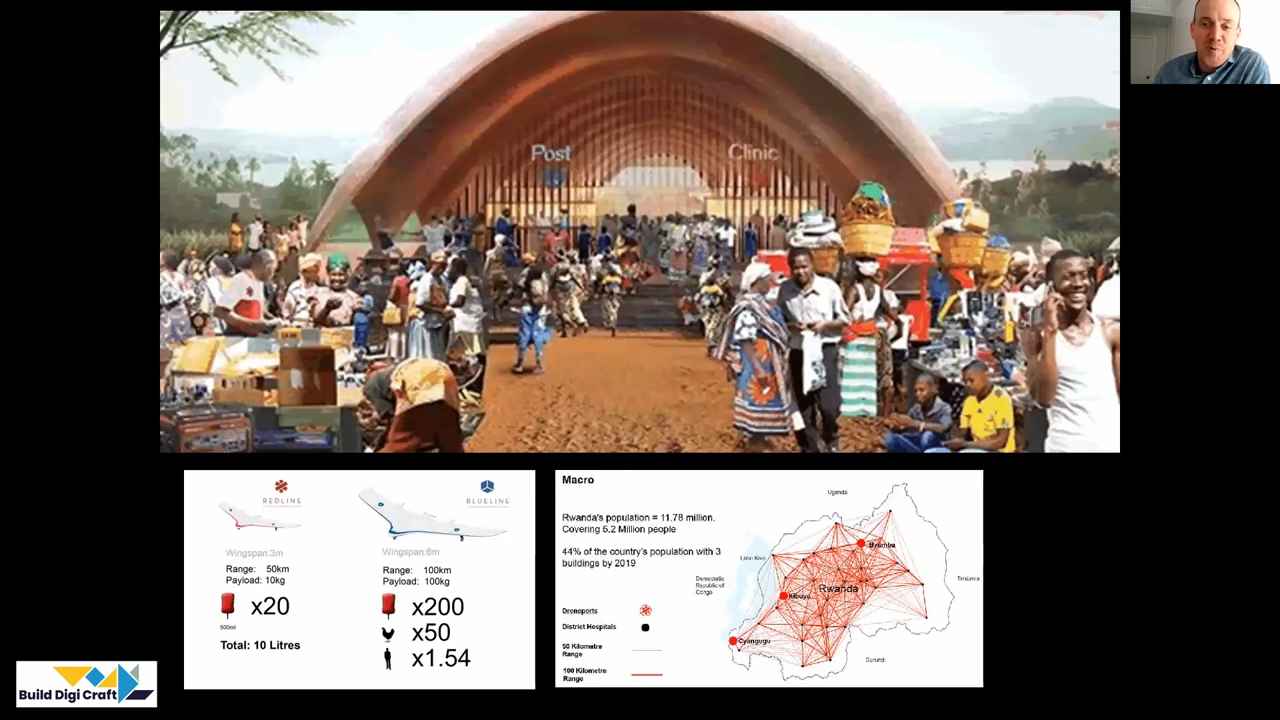 Post
Clinic
REDLINE
Wingspan:3m
Range: 50km
Payload: 10kg
x20
500ml
Total: 10 Litres
BLUELINE
Wingspan:6m
Range: 100km
Payload: 100kg
x200
x50
x1.54
Macro
Rwanda's population = 11.78 million.
Covering 5.2 Million people
44% of the country's population with 3
buildings by 2019
Droneports
District Hospitals
50 Kilometre
Range
100 Kilometre
Range
Uganda
Byumba
Lake Kivu
Democratic
Republic of
Congo
Tanzania
Rwanda
Kibuye
Cyangugu
Burundi
Build Digi Craft